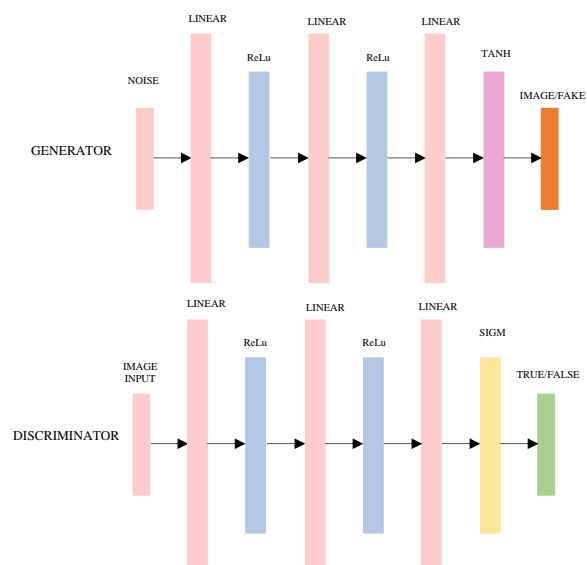 LINEAR
LINEAR
LINEAR
ReLu
ReLu
TANH
NOISE
IMAGE/FAKE
GENERATOR
LINEAR
LINEAR
LINEAR
ReLu
ReLu
SIGM
IMAGE
INPUT
TRUE/FALSE
DISCRIMINATOR